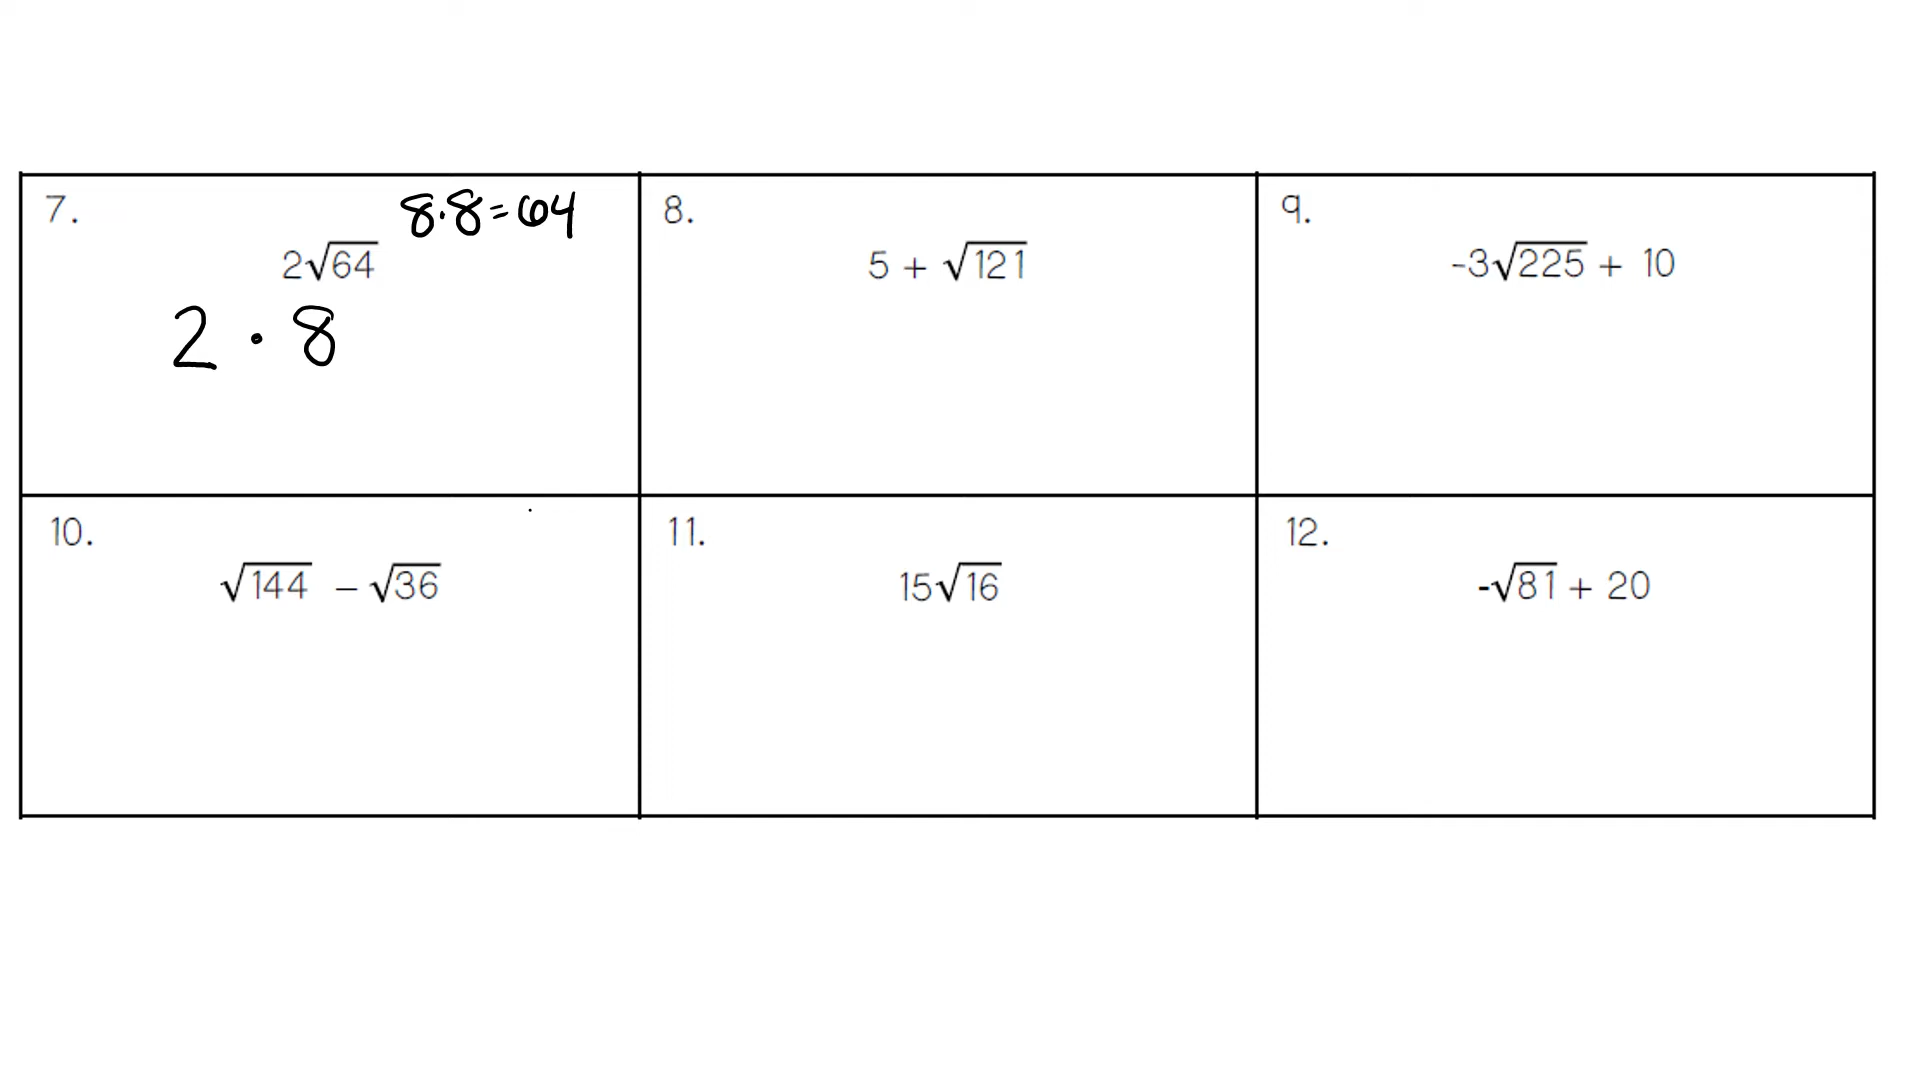 7.
8·8=64
2√64
2 · 8
8.
5 + √121
9.
-3√225 + 10
10.
√144 – √36
11.
15√16
12.
-√81 + 20